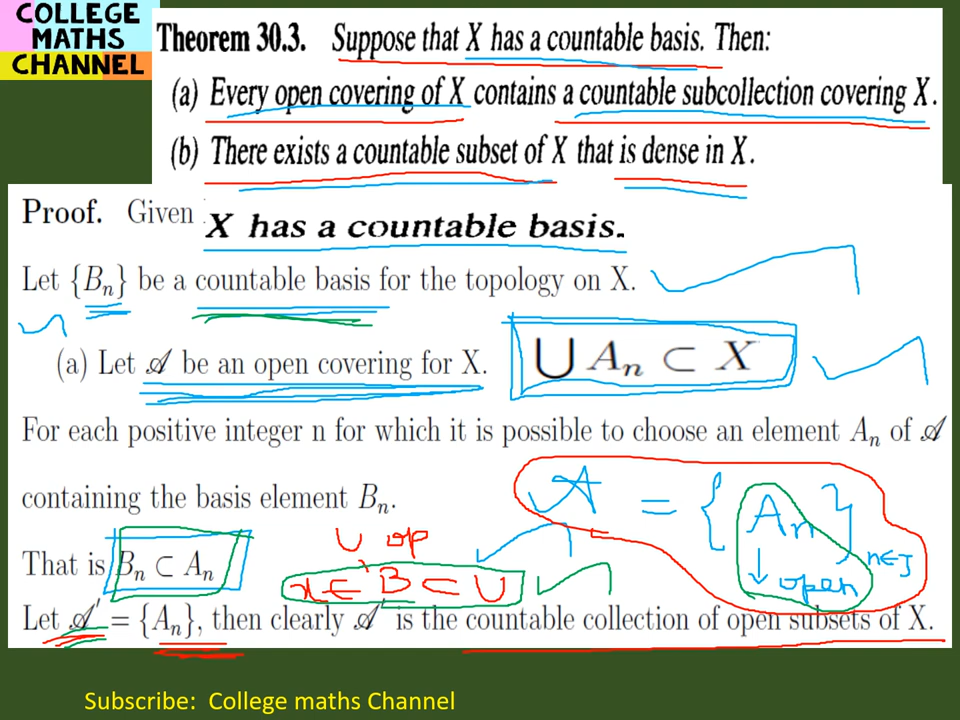 COLLEGE
MATHS
CHANNEL
Theorem 30.3. Suppose that X has a countable basis. Then:
(a) Every open covering of X contains a countable subcollection covering X.
(b) There exists a countable subset of X that is dense in X.
Proof. Given X has a countable basis.
Let {Bₙ} be a countable basis for the topology on X.
(a) Let 𝒜 be an open covering for X. ⋃ Aₙ ⊂ X
For each positive integer n for which it is possible to choose an element Aₙ of 𝒜
containing the basis element Bₙ.
𝒜 = {Aₙ}ₙ∈J
↓ open
That is Bₙ ⊂ Aₙ
U op
x ∈ B ⊂ U
Let 𝒜' = {Aₙ}, then clearly 𝒜' is the countable collection of open subsets of X.
Subscribe: College maths Channel